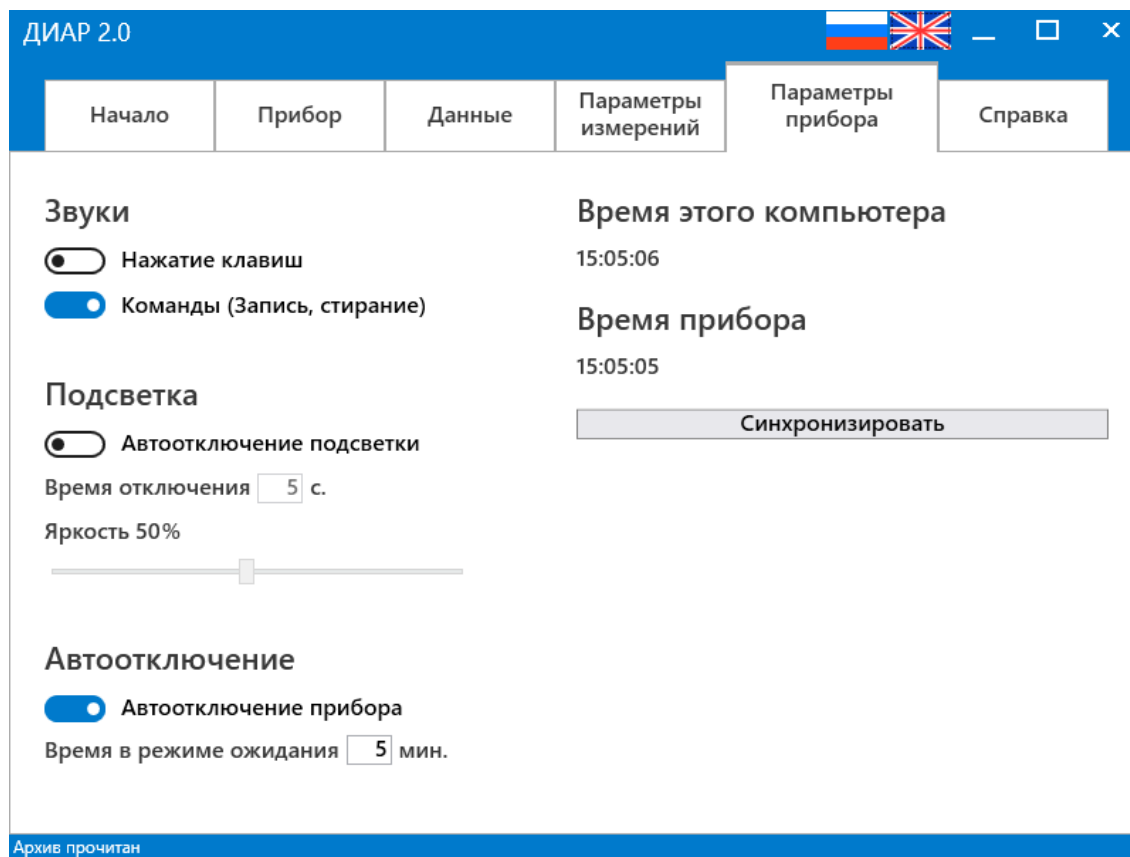 ДИАР 2.0
Начало
Прибор
Данные
Параметры
измерений
Параметры
прибора
Справка
Звуки
Нажатие клавиш
Команды (Запись, стирание)
Подсветка
Автоотключение подсветки
Время отключения 5 с.
Яркость 50%
Автоотключение
Автоотключение прибора
Время в режиме ожидания 5 мин.
Время этого компьютера
15:05:06
Время прибора
15:05:05
Синхронизировать
Архив прочитан